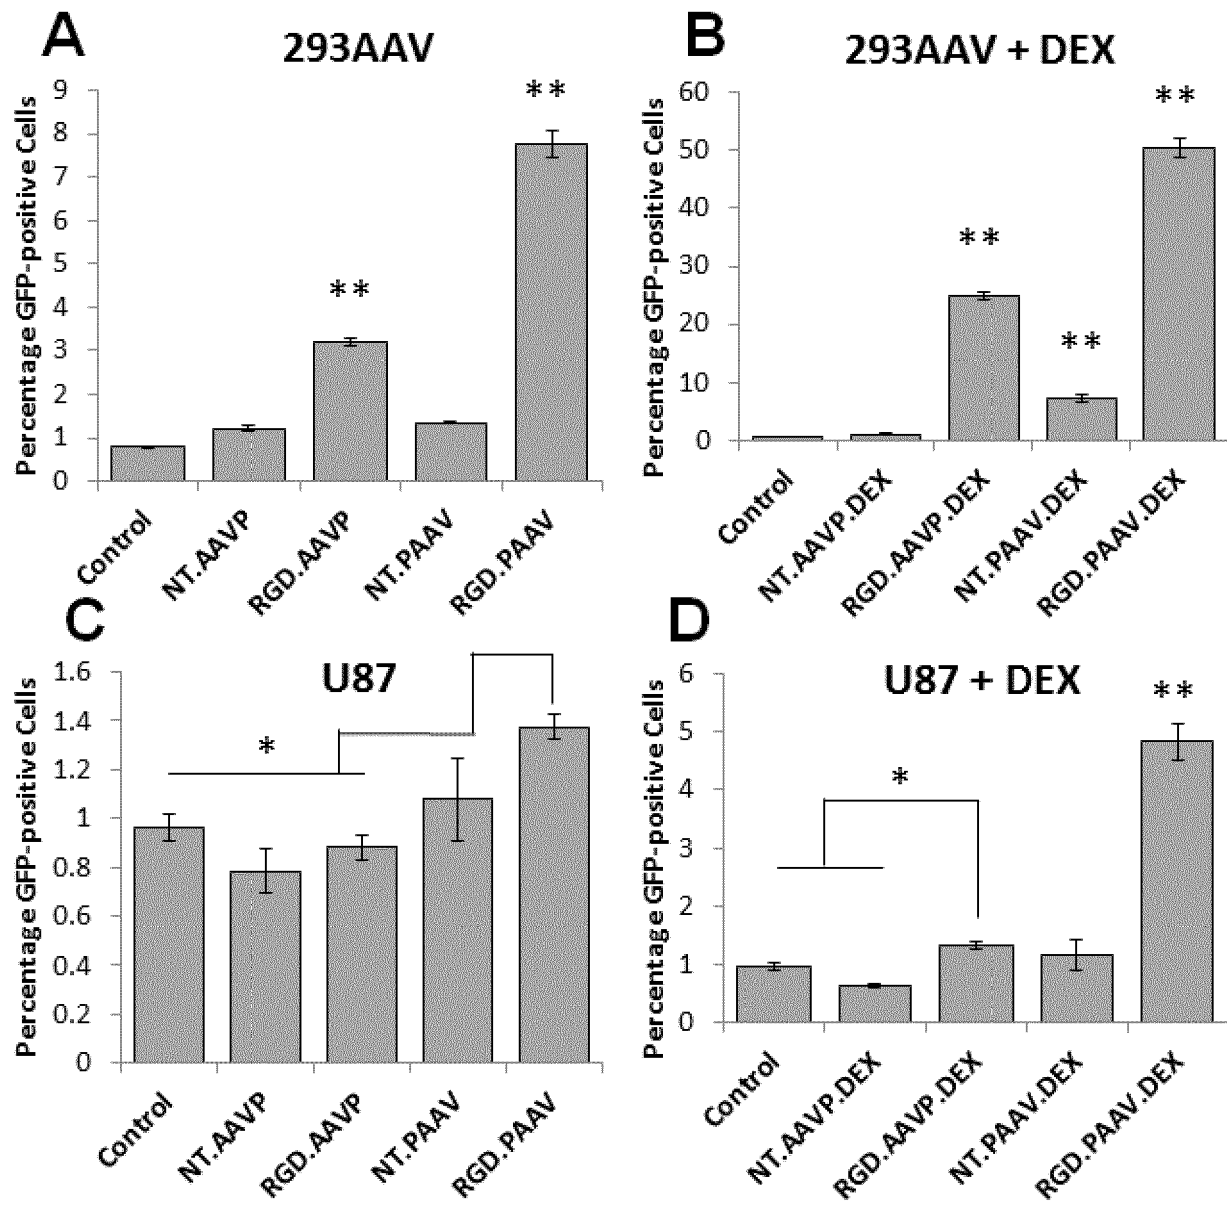 A
293AAV
Percentage GFP-positive Cells
9
8
7
6
5
4
3
2
1
0
**
**
Control
NT.AAVP
RGD.AAVP
NT.PAAV
RGD.PAAV
B
293AAV + DEX
Percentage GFP-positive Cells
60
50
40
30
20
10
0
**
**
**
Control
NT.AAVP.DEX
RGD.AAVP.DEX
NT.PAAV.DEX
RGD.PAAV.DEX
C
U87
Percentage GFP-positive Cells
1.6
1.4
1.2
1
0.8
0.6
0.4
0.2
0
*
Control
NT.AAVP
RGD.AAVP
NT.PAAV
RGD.PAAV
D
U87 + DEX
Percentage GFP-positive Cells
6
5
4
3
2
1
0
*
**
Control
NT.AAVP.DEX
RGD.AAVP.DEX
NT.PAAV.DEX
RGD.PAAV.DEX